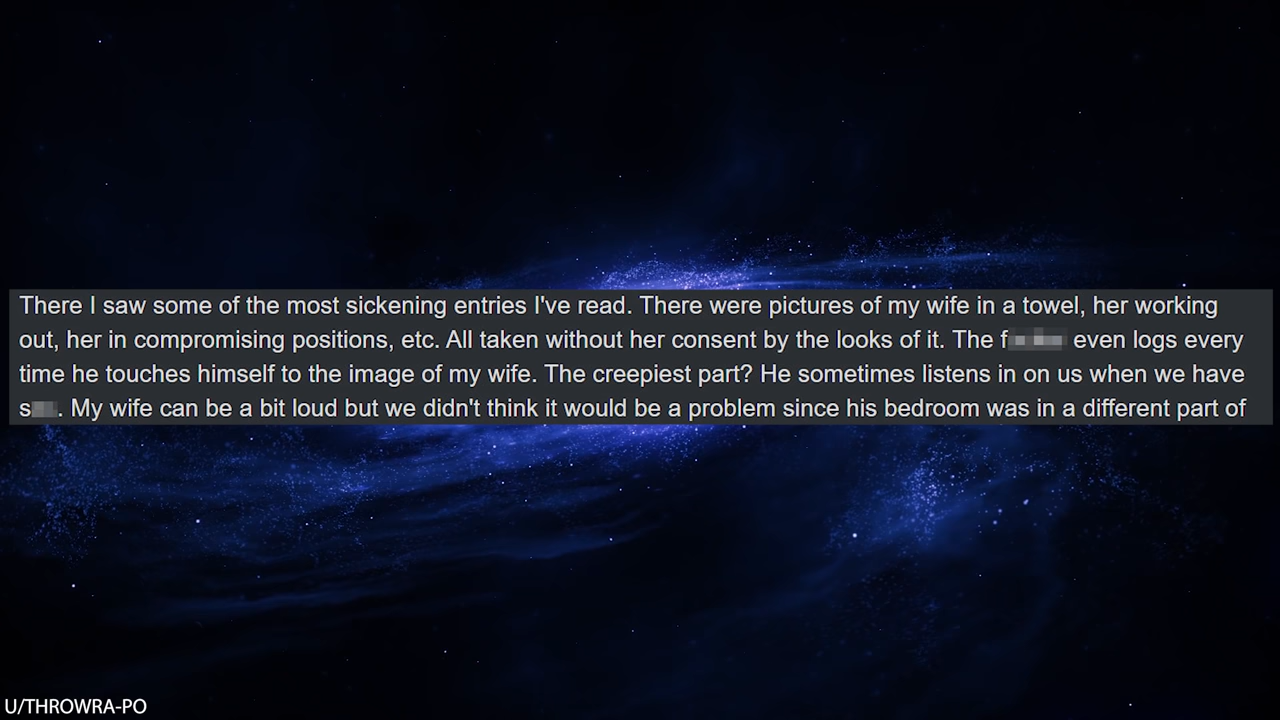 There I saw some of the most sickening entries I've read. There were pictures of my wife in a towel, her working
out, her in compromising positions, etc. All taken without her consent by the looks of it. The f even logs every
time he touches himself to the image of my wife. The creepiest part? He sometimes listens in on us when we have
s. My wife can be a bit loud but we didn't think it would be a problem since his bedroom was in a different part of
U/THROWRA-PO